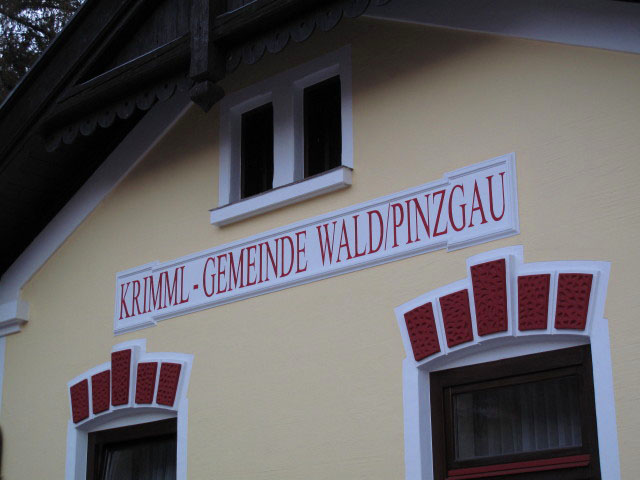 KRIMML - GEMEINDE WALD/PINZGAU